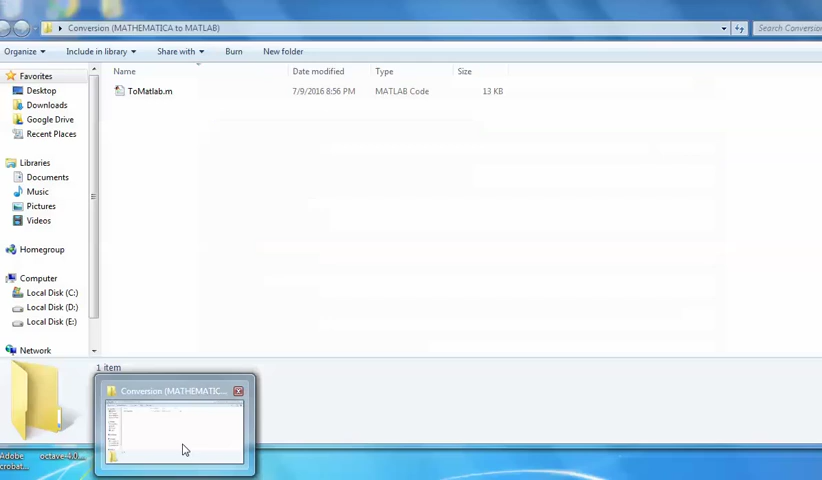 Conversion (MATHEMATICA to MATLAB)
Search Conversion
Organize Include in library Share with Burn New folder
Name Date modified Type Size
Favorites
Desktop
Downloads
Google Drive
Recent Places
ToMatlab.m 7/9/2016 8:56 PM MATLAB Code 13 KB
Libraries
Documents
Music
Pictures
Videos
Homegroup
Computer
Local Disk (C:)
Local Disk (D:)
Local Disk (E:)
Network
1 item
Conversion (MATHEMATIC...
Adobe
crobat...
octave-4.0...